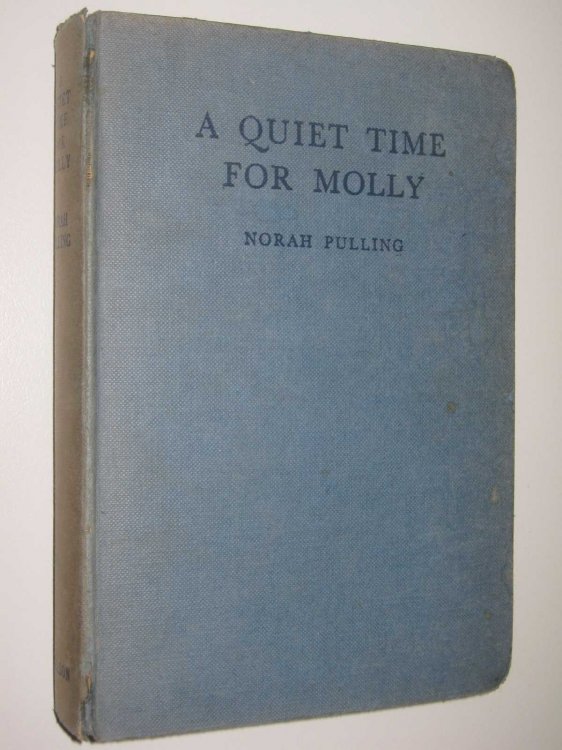 A QUIET TIME
FOR MOLLY
NORAH PULLING